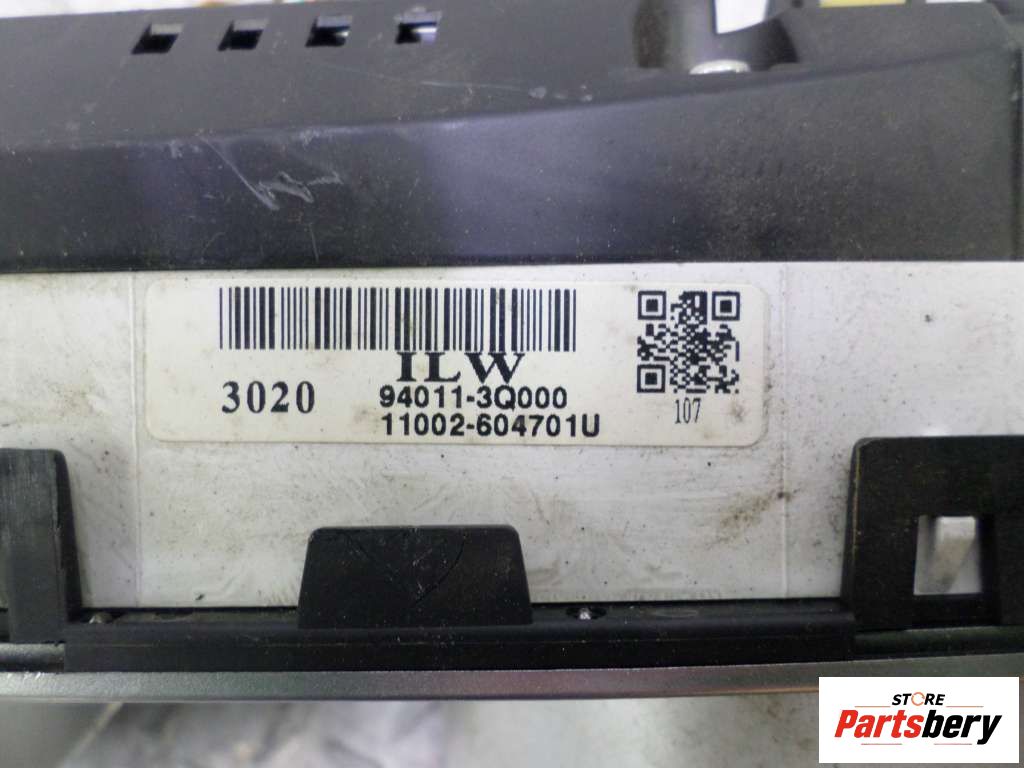 ILW
3020 94011-3Q000
11002-604701U
107
STORE
Partsbery